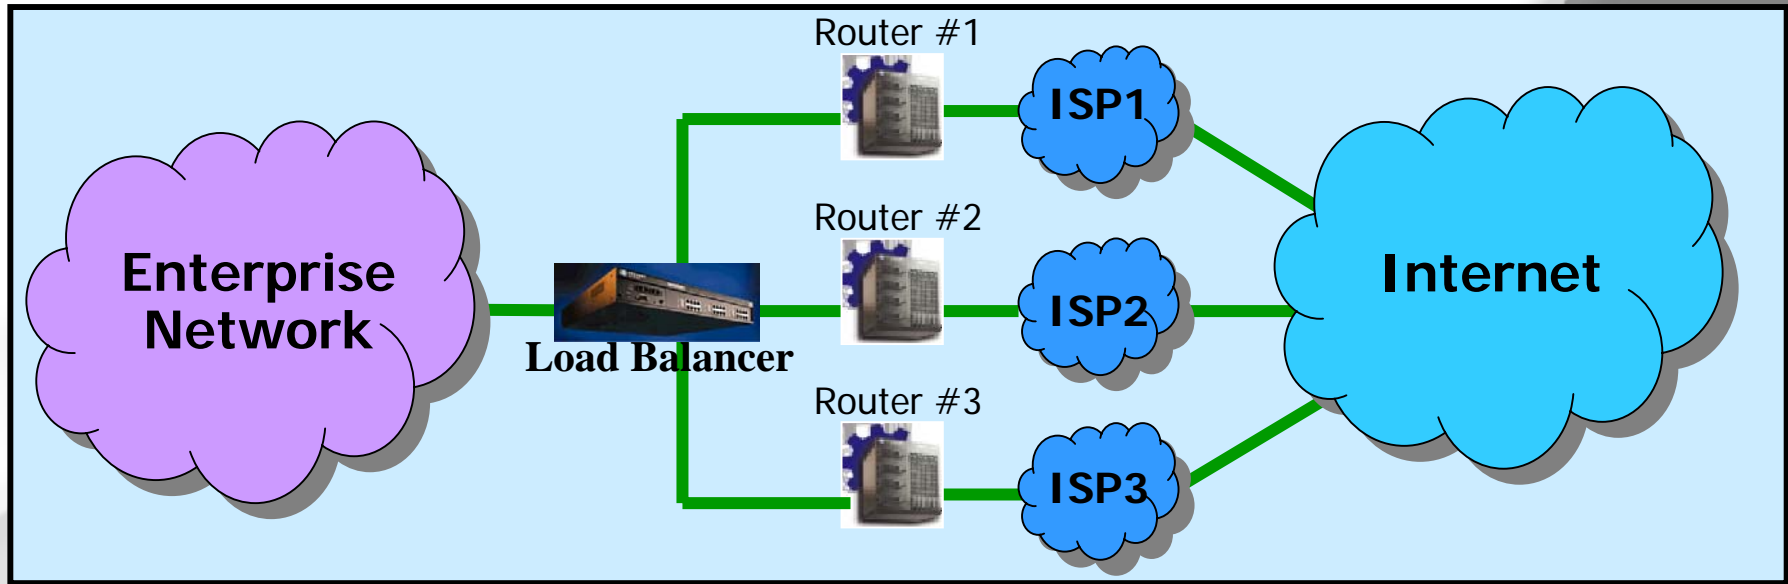 Router #1
ISP1
Router #2
Enterprise
Network
Internet
ISP2
Load Balancer
Router #3
ISP3